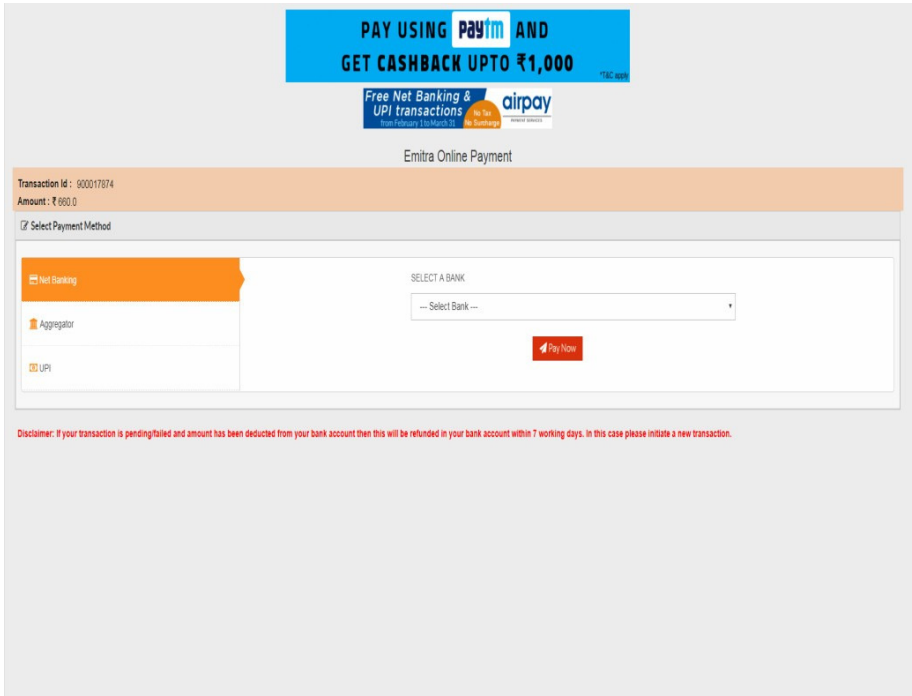 PAY USING Paytm AND
GET CASHBACK UPTO ₹1,000
*T&C apply
Free Net Banking &
UPI transactions
from February 1 to March 31
No Tax
No Surcharge
airpay
PAYMENT SERVICES
Emitra Online Payment
Transaction Id : 900017874
Amount : ₹ 660.0
Select Payment Method
Net Banking
SELECT A BANK
--- Select Bank ---
Aggregator
Pay Now
UPI
Disclaimer: If your transaction is pending/failed and amount has been deducted from your bank account then this will be refunded in your bank account within 7 working days. In this case please initiate a new transaction.